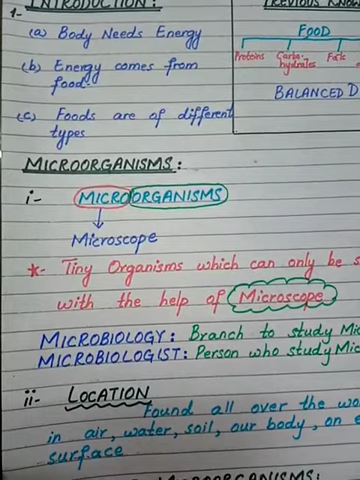 1- INTRODUCTION:
(a) Body Needs Energy
(b) Energy comes from
food.
(c) Foods are of different
types
FOOD
Proteins Carbo- Fats
hydrates
BALANCED D
MICROORGANISMS:
i- MICROORGANISMS
Microscope
*- Tiny Organisms which can only be s
with the help of Microscope
MICROBIOLOGY: Branch to study Mic
MICROBIOLOGIST: Person who study Mic
ii- LOCATION
Found all over the wo
in air, water, soil, our body, on e
surface